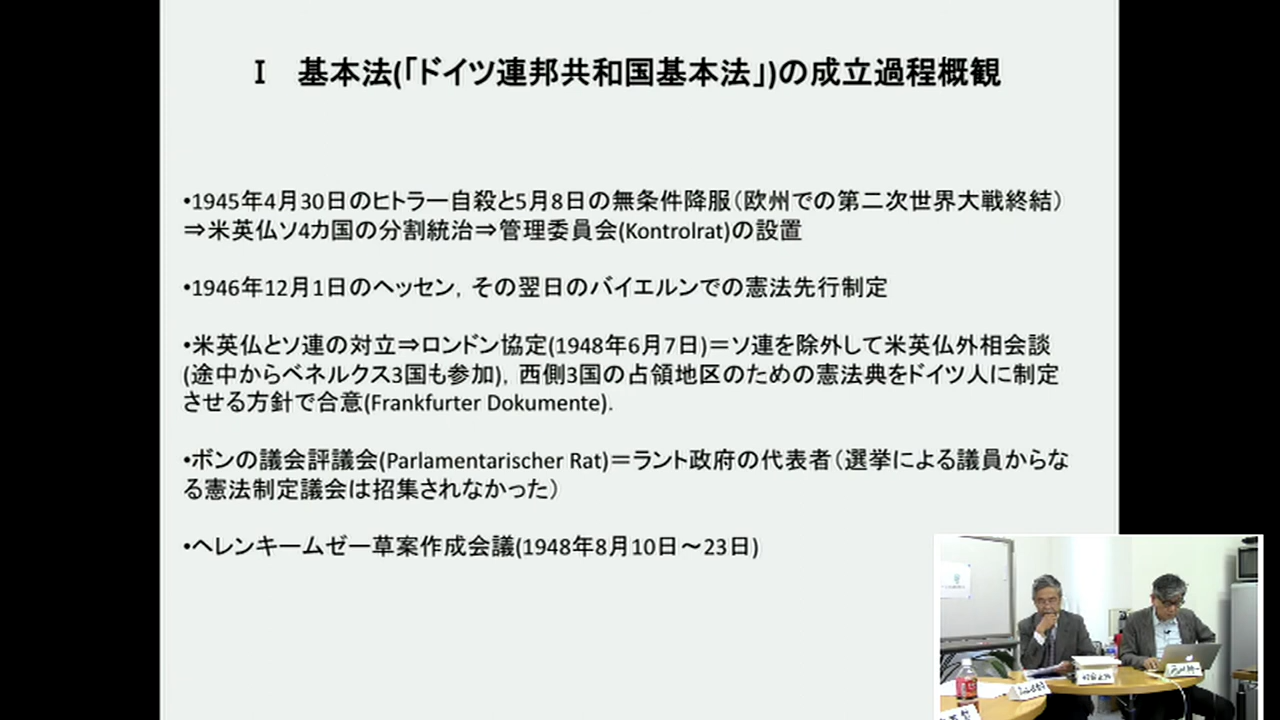 I 基本法(「ドイツ連邦共和国基本法」)の成立過程概観
•1945年4月30日のヒトラー自殺と5月8日の無条件降服(欧州での第二次世界大戦終結)
⇒米英仏ソ4カ国の分割統治⇒管理委員会(Kontrolrat)の設置
•1946年12月1日のヘッセン,その翌日のバイエルンでの憲法先行制定
•米英仏とソ連の対立⇒ロンドン協定(1948年6月7日)=ソ連を除外して米英仏外相会談
(途中からベネルクス3国も参加),西側3国の占領地区のための憲法典をドイツ人に制定
させる方針で合意(Frankfurter Dokumente).
•ボンの議会評議会(Parlamentarischer Rat)=ラント政府の代表者(選挙による議員からな
る憲法制定議会は招集されなかった)
•ヘレンキームゼー草案作成会議(1948年8月10日~23日)